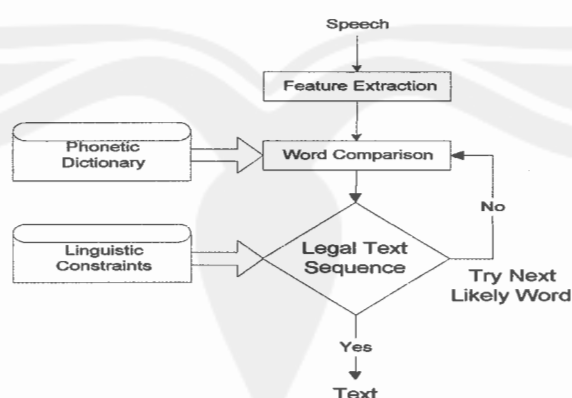 Speech
Feature Extraction
Phonetic
Dictionary
Word Comparison
No
Linguistic
Constraints
Legal Text
Sequence
Try Next
Likely Word
Yes
Text